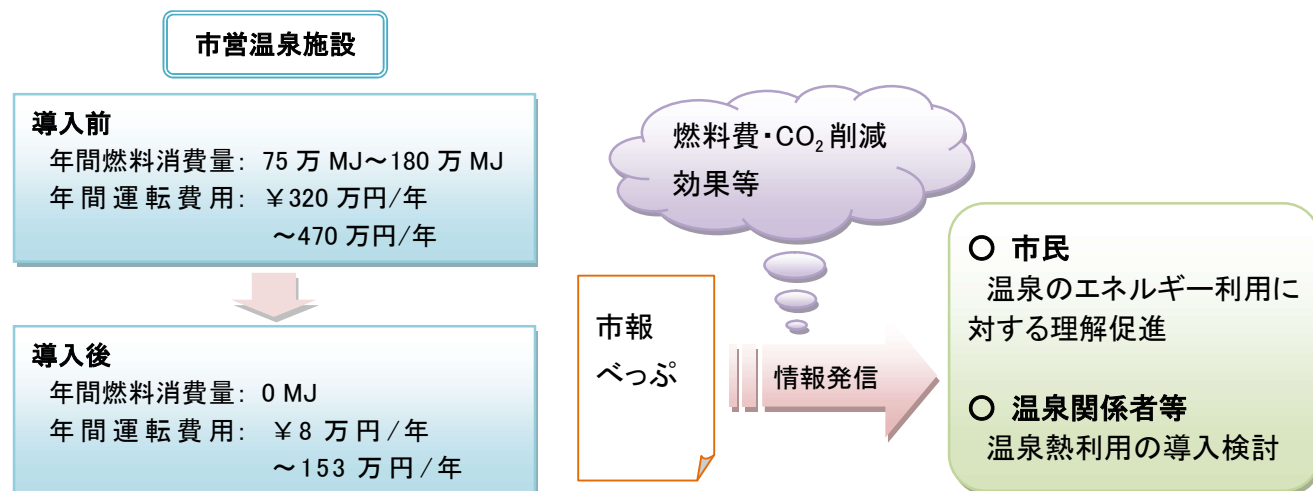 市営温泉施設
導入前
年間燃料消費量: 75 万 MJ～180 万 MJ
年間運転費用: ￥320 万円/年
～470 万円/年
導入後
年間燃料消費量: 0 MJ
年間運転費用: ￥8 万円/年
～153 万円/年
市報
べっぷ
燃料費・CO₂削減
効果等
情報発信
○ 市民
温泉のエネルギー利用に
対する理解促進
○ 温泉関係者等
温泉熱利用の導入検討